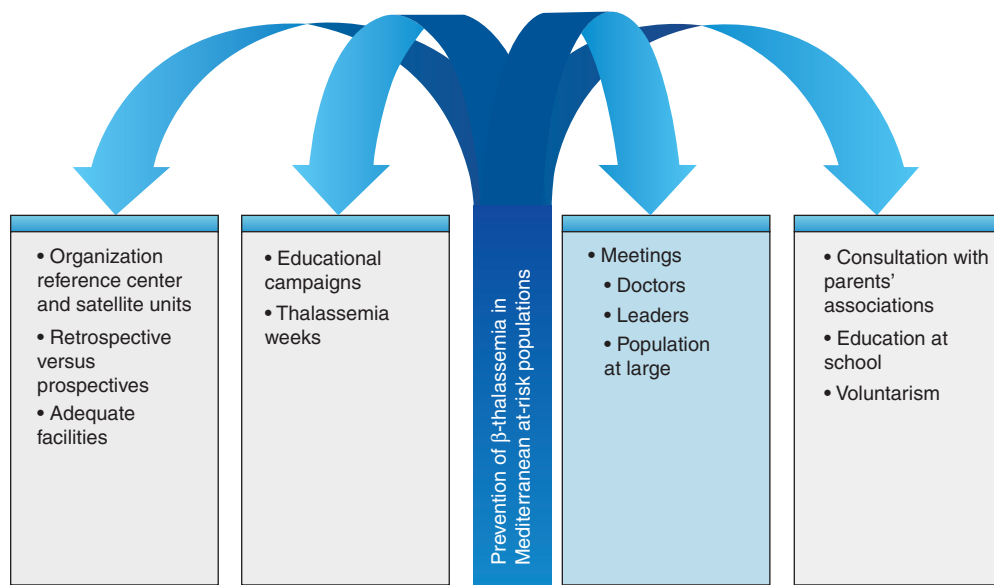 • Organization
reference center
and satellite units
• Retrospective
versus
prospectives
• Adequate
facilities
• Educational
campaigns
• Thalassemia
weeks
Prevention of β-thalassemia in
Mediterranean at-risk populations
• Meetings
• Doctors
• Leaders
• Population
at large
• Consultation with
parents’
associations
• Education at
school
• Voluntarism